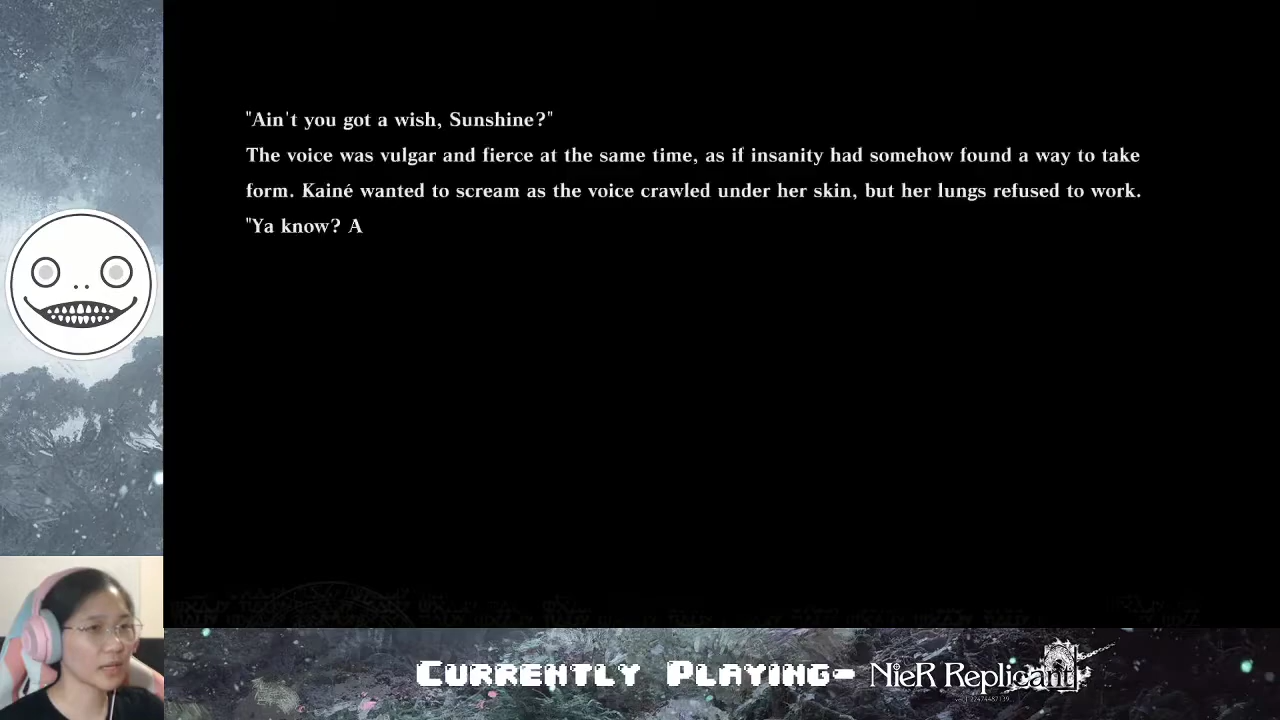 "Ain't you got a wish, Sunshine?"
The voice was vulgar and fierce at the same time, as if insanity had somehow found a way to take
form. Kainé wanted to scream as the voice crawled under her skin, but her lungs refused to work.
"Ya know? A
Currently Playing- NieR Replicant